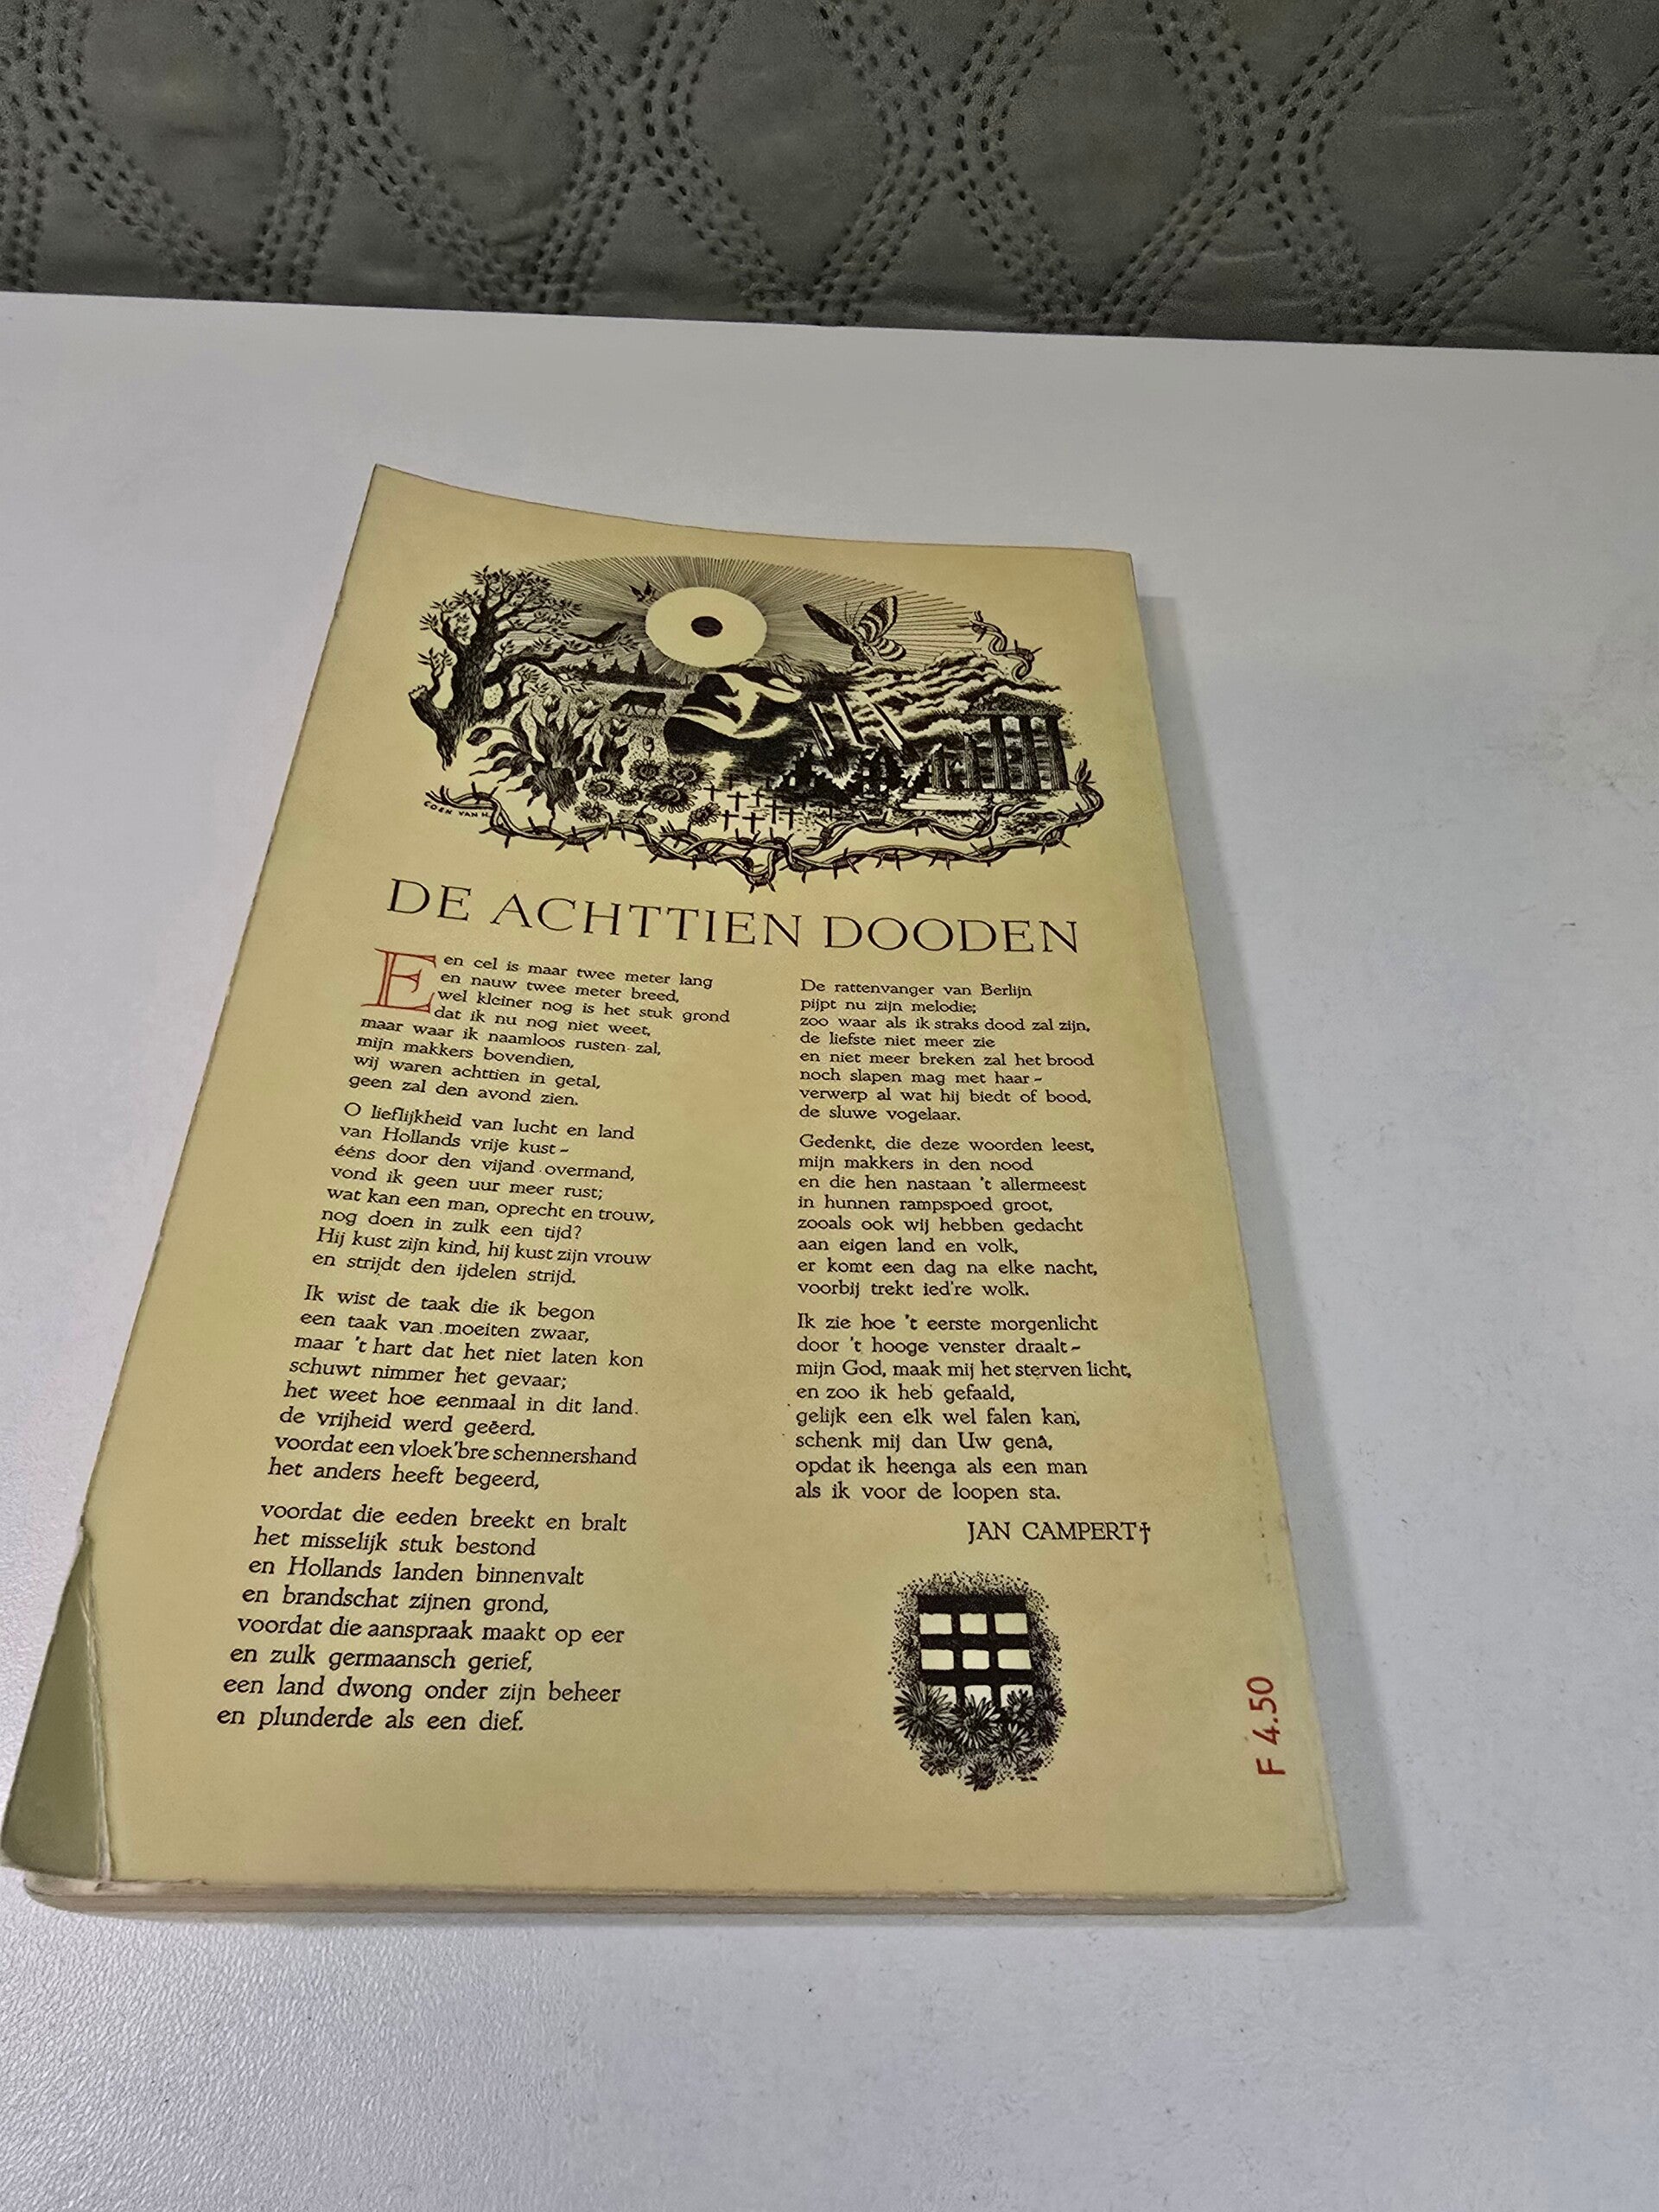 COEN VAN H.
DE ACHTTIEN DOODEN
Een cel is maar twee meter lang
en nauw twee meter breed,
wel kleiner nog is het stuk grond
dat ik nu nog niet weet,
maar waar ik naamloos rusten zal,
mijn makkers bovendien,
wij waren achttien in getal,
geen zal den avond zien.
O lieflijkheid van lucht en land
van Hollands vrije kust -
ééns door den vijand overmand,
vond ik geen uur meer rust;
wat kan een man, oprecht en trouw,
nog doen in zulk een tijd?
Hij kust zijn kind, hij kust zijn vrouw
en strijdt den ijdelen strijd.
Ik wist de taak die ik begon
een taak van moeiten zwaar,
maar 't hart dat het niet laten kon
schuwt nimmer het gevaar;
het weet hoe eenmaal in dit land
de vrijheid werd geëerd.
voordat een vloek'bre schennershand
het anders heeft begeerd,
voordat die eeden breekt en bralt
het misselijk stuk bestond
en Hollands landen binnenvalt
en brandschat zijnen grond,
voordat die aanspraak maakt op eer
en zulk germaansch gerief,
een land dwong onder zijn beheer
en plunderde als een dief.
De rattenvanger van Berlijn
pijpt nu zijn melodie;
zoo waar als ik straks dood zal zijn,
de liefste niet meer zie
en niet meer breken zal het brood
noch slapen mag met haar -
verwerp al wat hij biedt of bood,
de sluwe vogelaar.
Gedenkt, die deze woorden leest,
mijn makkers in den nood
en die hen nastaan 't allermeest
in hunnen rampspoed groot,
zooals ook wij hebben gedacht
aan eigen land en volk,
er komt een dag na elke nacht,
voorbij trekt ied're wolk.
Ik zie hoe 't eerste morgenlicht
door 't hooge venster draalt -
mijn God, maak mij het sterven licht,
en zoo ik heb gefaald,
gelijk een elk wel falen kan,
schenk mij dan Uw genâ,
opdat ik heenga als een man
als ik voor de loopen sta.
JAN CAMPERT†
F 4.50